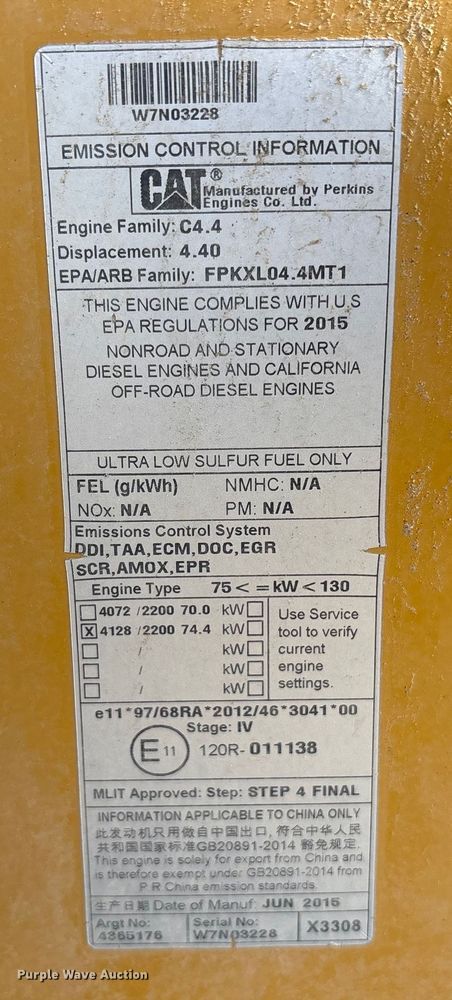 W7N03228
EMISSION CONTROL INFORMATION
CAT® Manufactured by Perkins
Engines Co. Ltd.
Engine Family: C4.4
Displacement: 4.40
EPA/ARB Family: FPKXL04.4MT1
THIS ENGINE COMPLIES WITH U.S
EPA REGULATIONS FOR 2015
NONROAD AND STATIONARY
DIESEL ENGINES AND CALIFORNIA
OFF-ROAD DIESEL ENGINES
ULTRA LOW SULFUR FUEL ONLY
FEL (g/kWh) NMHC: N/A
NOx: N/A PM: N/A
Emissions Control System
DDI,TAA,ECM,DOC,EGR
SCR,AMOX,EPR
Engine Type 75 < = kW < 130
4072 /2200 70.0 kW
X 4128 /2200 74.4 kW
/ kW
/ kW
/ kW
Use Service
tool to verify
current
engine
settings.
e11*97/68RA*2012/46*3041*00
Stage: IV
E 11 120R-011138
MLIT Approved: Step: STEP 4 FINAL
INFORMATION APPLICABLE TO CHINA ONLY
此发动机只用做自中国出口, 符合中华人民
共和国国家标准GB20891-2014 豁免规定.
This engine is solely for export from China and
is therefore exempt under GB20891-2014 from
P R China emission standards.
生产日期 Date of Manuf: JUN 2015
Argt No:
4365176
Serial No:
W7N03228
X3308
Purple Wave Auction